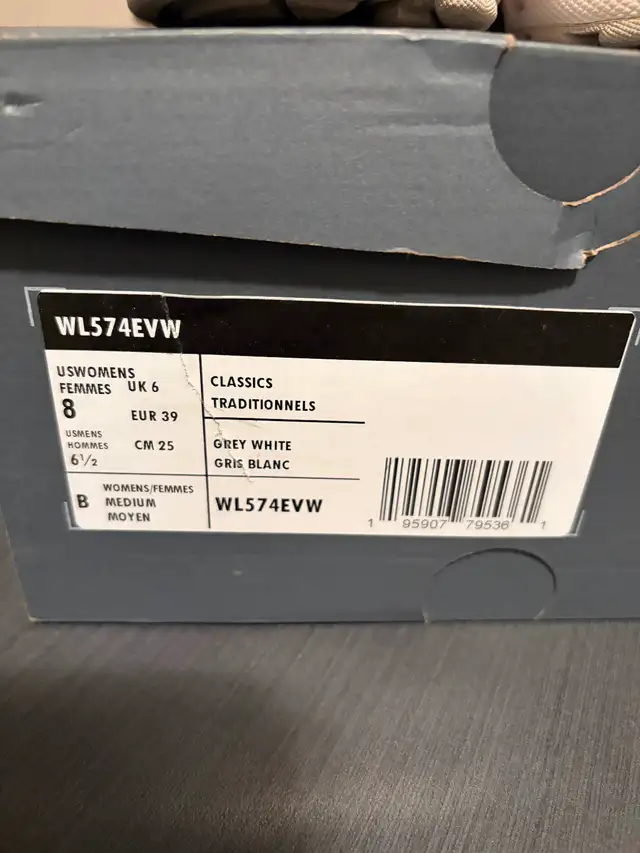 WL574EVW
USWOMENS
FEMMES
8
UK 6
EUR 39
CM 25
USMENS
HOMMES
6½
B
WOMENS/FEMMES
MEDIUM
MOYEN
CLASSICS
TRADITIONNELS
GREY WHITE
GRIS BLANC
WL574EVW
1 95907 79536 1